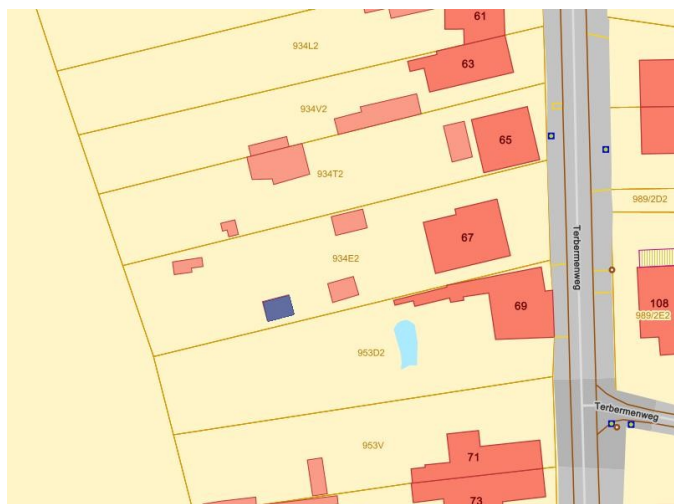 61
934L2
63
934V2
65
934T2
989/2D2
67
Terbermenweg
934E2
69
108
989/2E2
953D2
Terbermenweg
953V
71
73